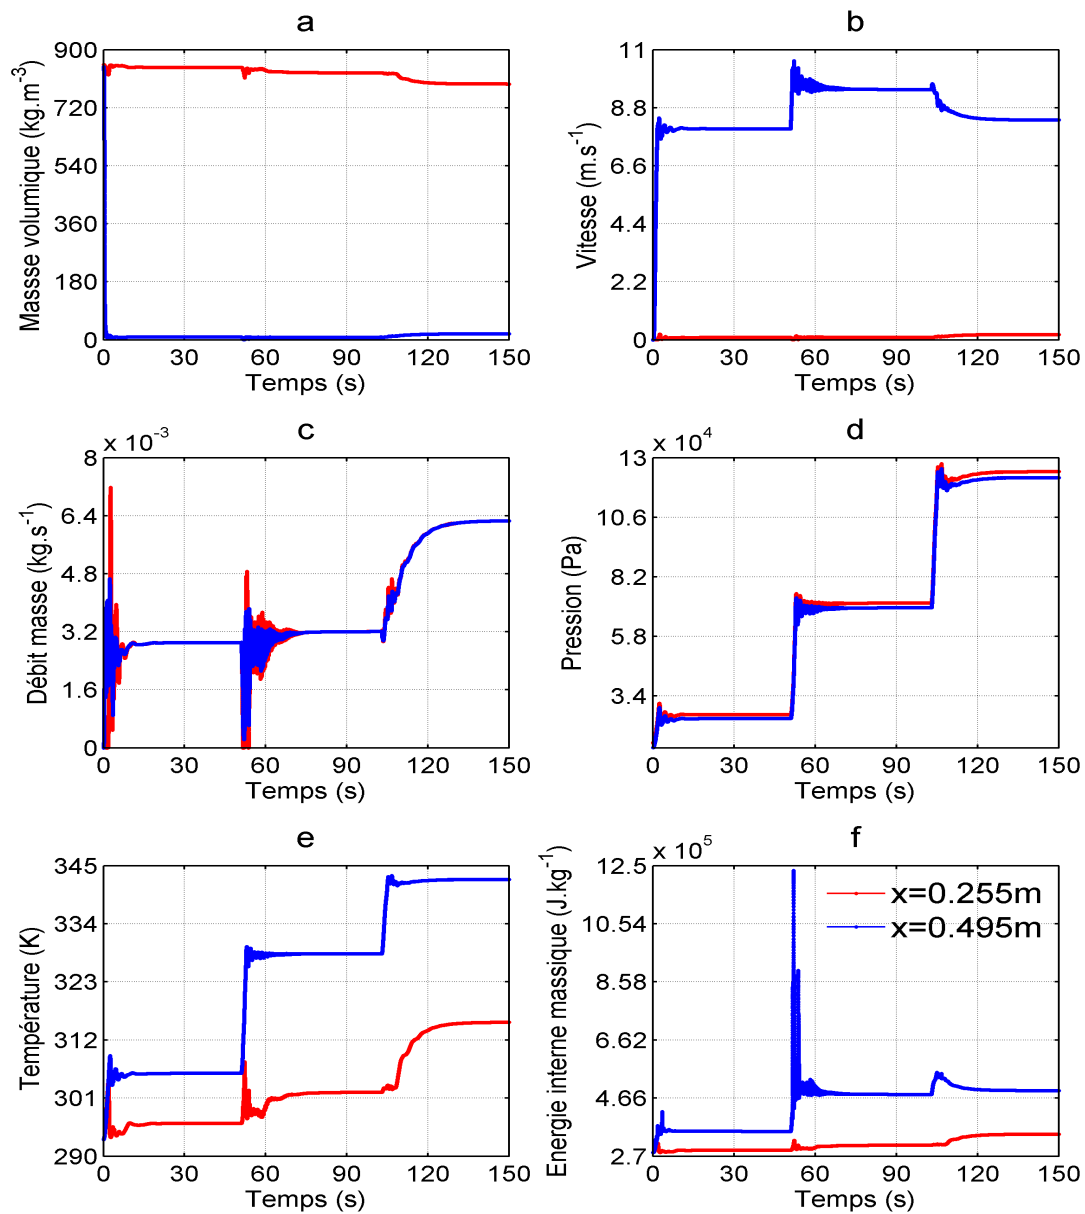 a
900
720
540
360
180
0
0 30 60 90 120 150
Temps (s)
Massse volumique (kg.m-3)
b
11
8.8
6.6
4.4
2.2
0
0 30 60 90 120 150
Temps (s)
Vitesse (m.s-1)
c
x 10-3
8
6.4
4.8
3.2
1.6
0
0 30 60 90 120 150
Temps (s)
Débit masse (kg.s-1)
d
x 104
13
10.6
8.2
5.8
3.4
0 30 60 90 120 150
Temps (s)
Pression (Pa)
e
345
334
323
312
301
290
0 30 60 90 120 150
Temps (s)
Température (K)
f
x 105
12.5
10.54
8.58
6.62
4.66
2.7
0 30 60 90 120 150
Temps (s)
Energie interne massique (J.kg-1)
x=0.255m
x=0.495m